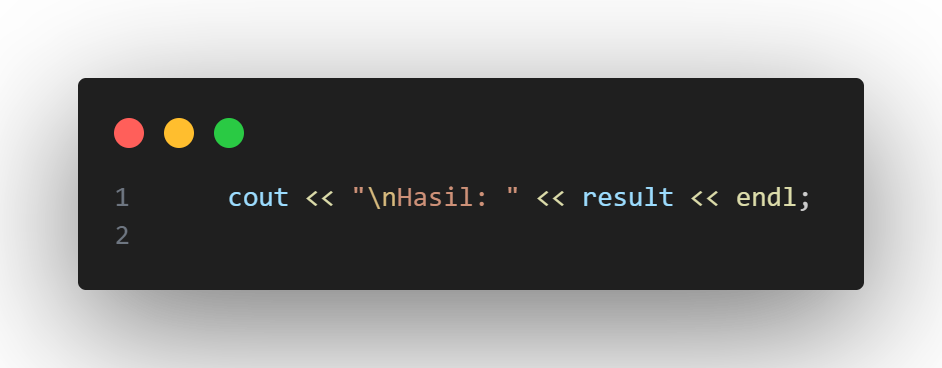 1 cout << "\nHasil: " << result << endl;
2